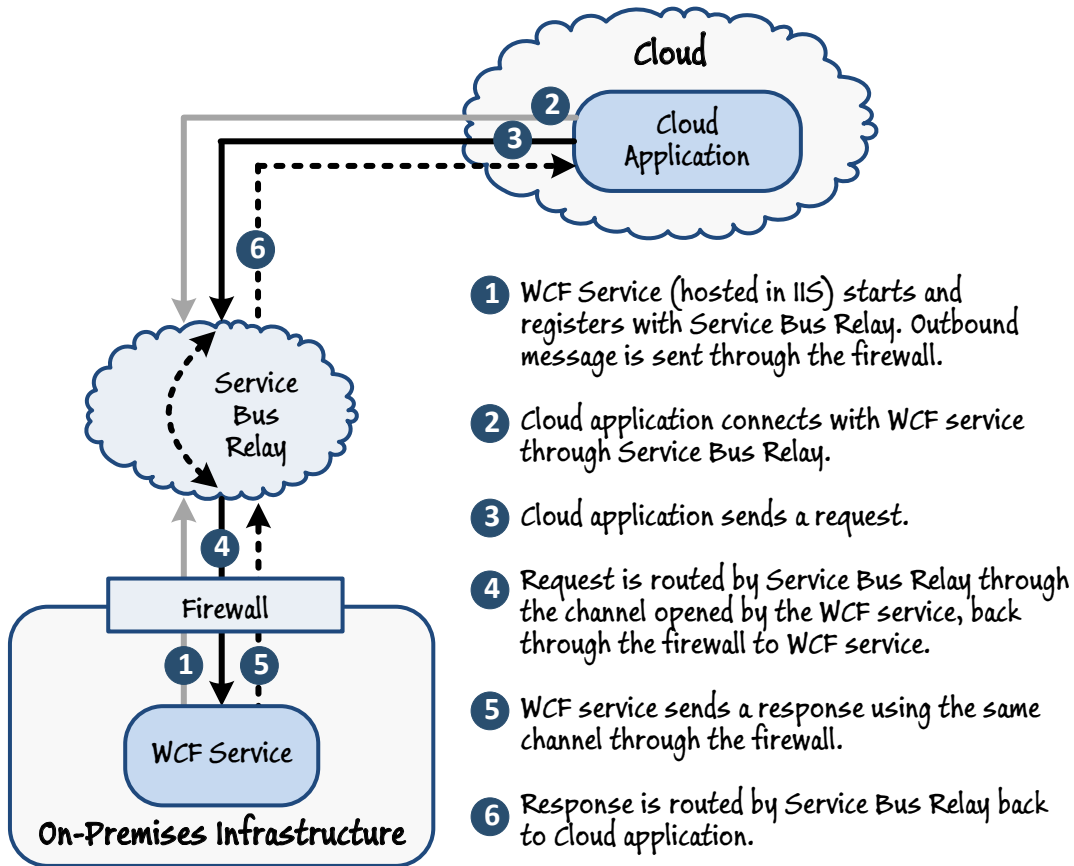 Cloud
2
3
Cloud
Application
6
Service
Bus
Relay
4
Firewall
1
5
WCF Service
On-Premises Infrastructure
1 WCF Service (hosted in IIS) starts and
registers with Service Bus Relay. Outbound
message is sent through the firewall.
2 Cloud application connects with WCF service
through Service Bus Relay.
3 Cloud application sends a request.
4 Request is routed by Service Bus Relay through
the channel opened by the WCF service, back
through the firewall to WCF service.
5 WCF service sends a response using the same
channel through the firewall.
6 Response is routed by Service Bus Relay back
to Cloud application.